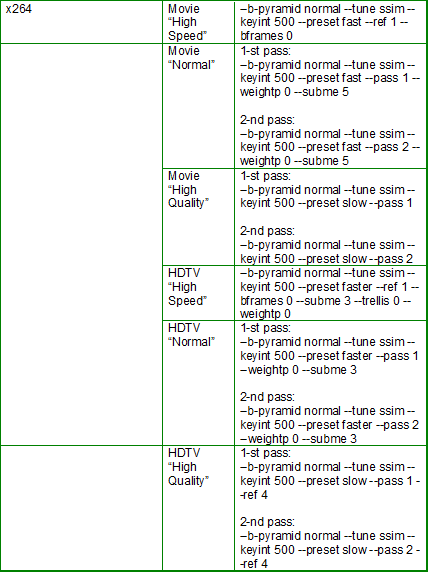 x264
Movie
“High
Speed”
–b-pyramid normal --tune ssim --
keyint 500 --preset fast --ref 1 --
bframes 0
Movie
“Normal”
1-st pass:
–b-pyramid normal --tune ssim --
keyint 500 --preset fast --pass 1 --
weightp 0 --subme 5
2-nd pass:
–b-pyramid normal --tune ssim --
keyint 500 --preset fast --pass 2 --
weightp 0 --subme 5
Movie
“High
Quality”
1-st pass:
–b-pyramid normal --tune ssim --
keyint 500 --preset slow --pass 1
2-nd pass:
–b-pyramid normal --tune ssim --
keyint 500 --preset slow --pass 2
HDTV
“High
Speed”
–b-pyramid normal --tune ssim --
keyint 500 --preset faster --ref 1 --
bframes 0 --subme 3 --trellis 0 --
weightp 0
HDTV
“Normal”
1-st pass:
–b-pyramid normal --tune ssim --
keyint 500 --preset faster --pass 1
–weightp 0 --subme 3
2-nd pass:
–b-pyramid normal --tune ssim --
keyint 500 --preset faster --pass 2
–weightp 0 --subme 3
HDTV
“High
Quality”
1-st pass:
–b-pyramid normal --tune ssim --
keyint 500 --preset slow --pass 1 -
-ref 4
2-nd pass:
–b-pyramid normal --tune ssim --
keyint 500 --preset slow --pass 2 -
-ref 4